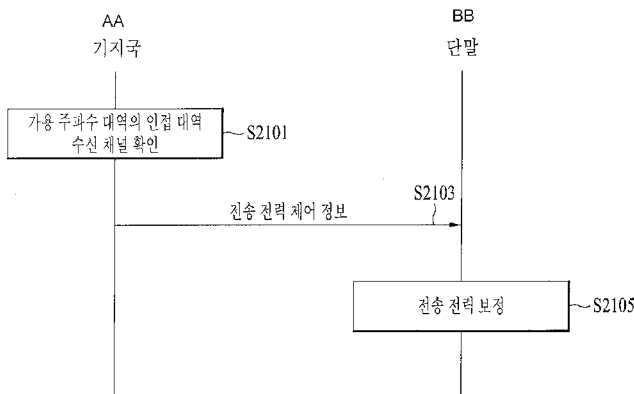 AA
기지국
BB
단말
가용 주파수 대역의 인접 대역
수신 채널 확인
S2101
전송 전력 제어 정보
S2103
전송 전력 보정
S2105